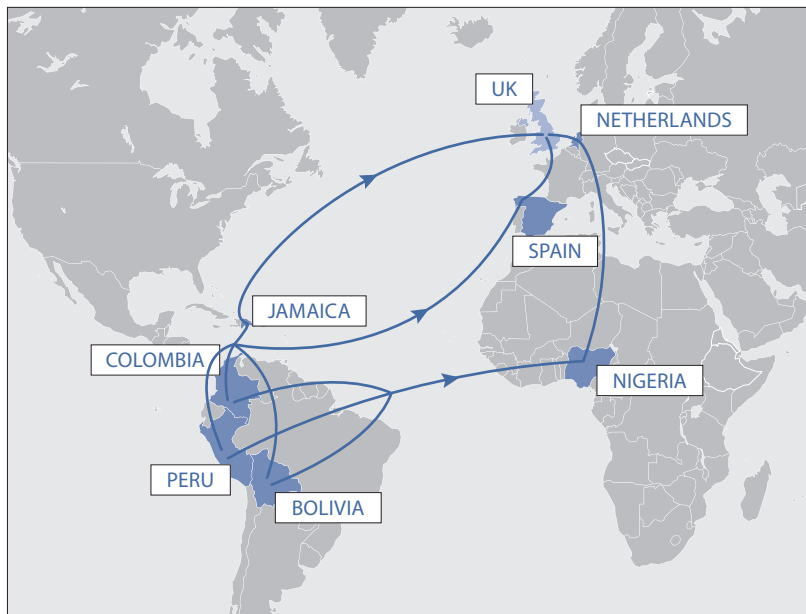 UK
NETHERLANDS
SPAIN
JAMAICA
COLOMBIA
NIGERIA
PERU
BOLIVIA